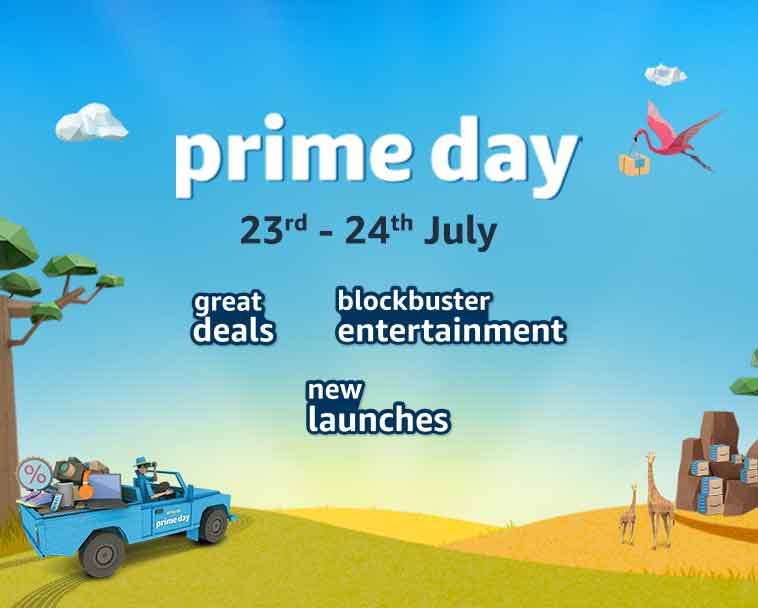 prime day
23rd - 24th July
great
deals
blockbuster
entertainment
new
launches
%
prime day